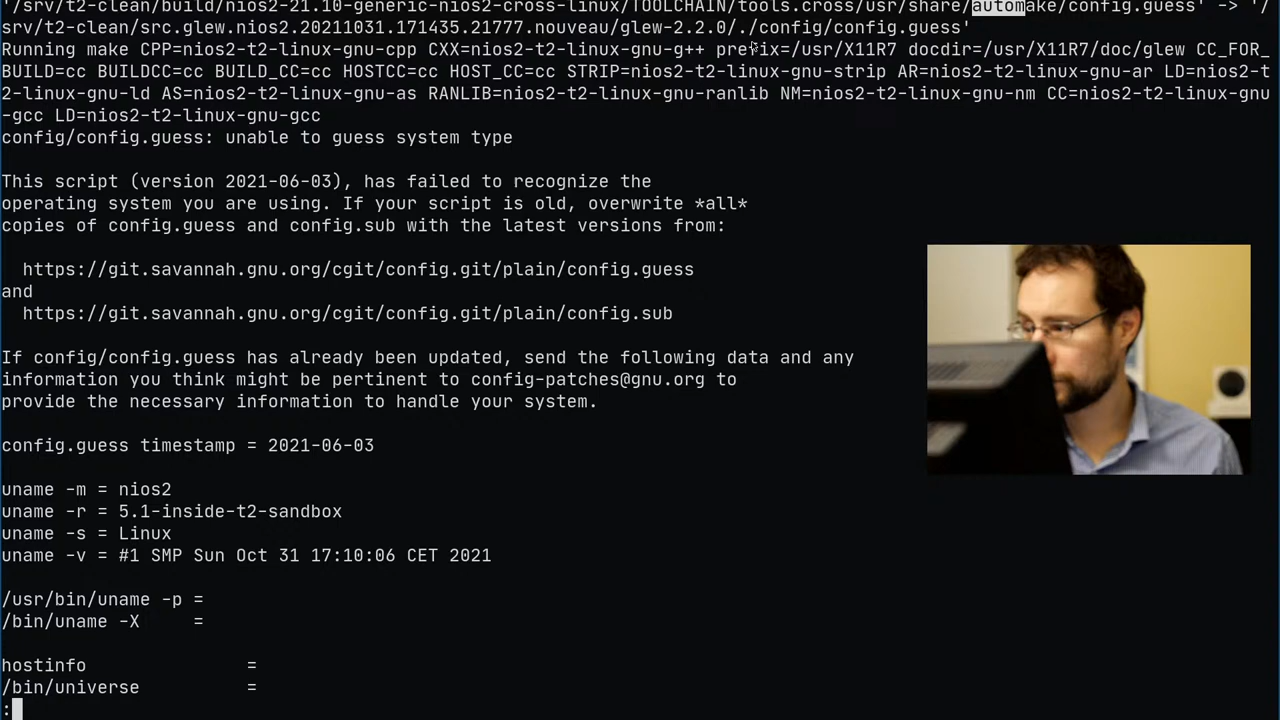 '/srv/t2-clean/build/nios2-21.10-generic-nios2-cross-linux/TOOLCHAIN/tools.cross/usr/share/automake/config.guess' -> '/
srv/t2-clean/src.glew.nios2.20211031.171435.21777.nouveau/glew-2.2.0/./config/config.guess'
Running make CPP=nios2-t2-linux-gnu-cpp CXX=nios2-t2-linux-gnu-g++ prefix=/usr/X11R7 docdir=/usr/X11R7/doc/glew CC_FOR_
BUILD=cc BUILDCC=cc BUILD_CC=cc HOSTCC=cc HOST_CC=cc STRIP=nios2-t2-linux-gnu-strip AR=nios2-t2-linux-gnu-ar LD=nios2-t
2-linux-gnu-ld AS=nios2-t2-linux-gnu-as RANLIB=nios2-t2-linux-gnu-ranlib NM=nios2-t2-linux-gnu-nm CC=nios2-t2-linux-gnu
-gcc LD=nios2-t2-linux-gnu-gcc
config/config.guess: unable to guess system type
This script (version 2021-06-03), has failed to recognize the
operating system you are using. If your script is old, overwrite *all*
copies of config.guess and config.sub with the latest versions from:
https://git.savannah.gnu.org/cgit/config.git/plain/config.guess
and
https://git.savannah.gnu.org/cgit/config.git/plain/config.sub
If config/config.guess has already been updated, send the following data and any
information you think might be pertinent to config-patches@gnu.org to
provide the necessary information to handle your system.
config.guess timestamp = 2021-06-03
uname -m = nios2
uname -r = 5.1-inside-t2-sandbox
uname -s = Linux
uname -v = #1 SMP Sun Oct 31 17:10:06 CET 2021
/usr/bin/uname -p =
/bin/uname -X     =
hostinfo               =
/bin/universe          =
: